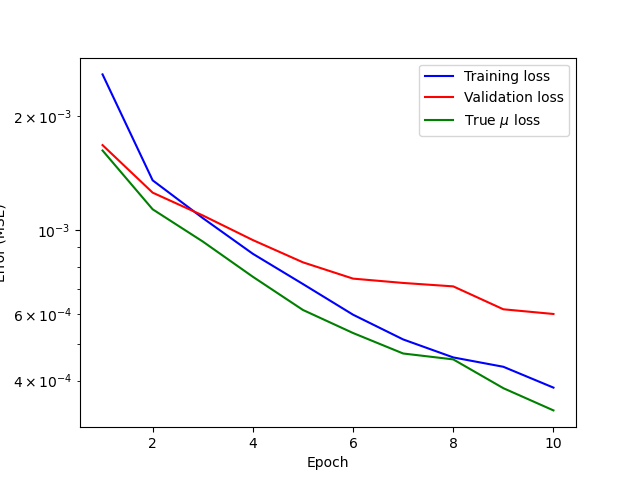 Training loss
Validation loss
True μ loss
2 × 10⁻³
10⁻³
6 × 10⁻⁴
4 × 10⁻⁴
2 4 6 8 10
Epoch